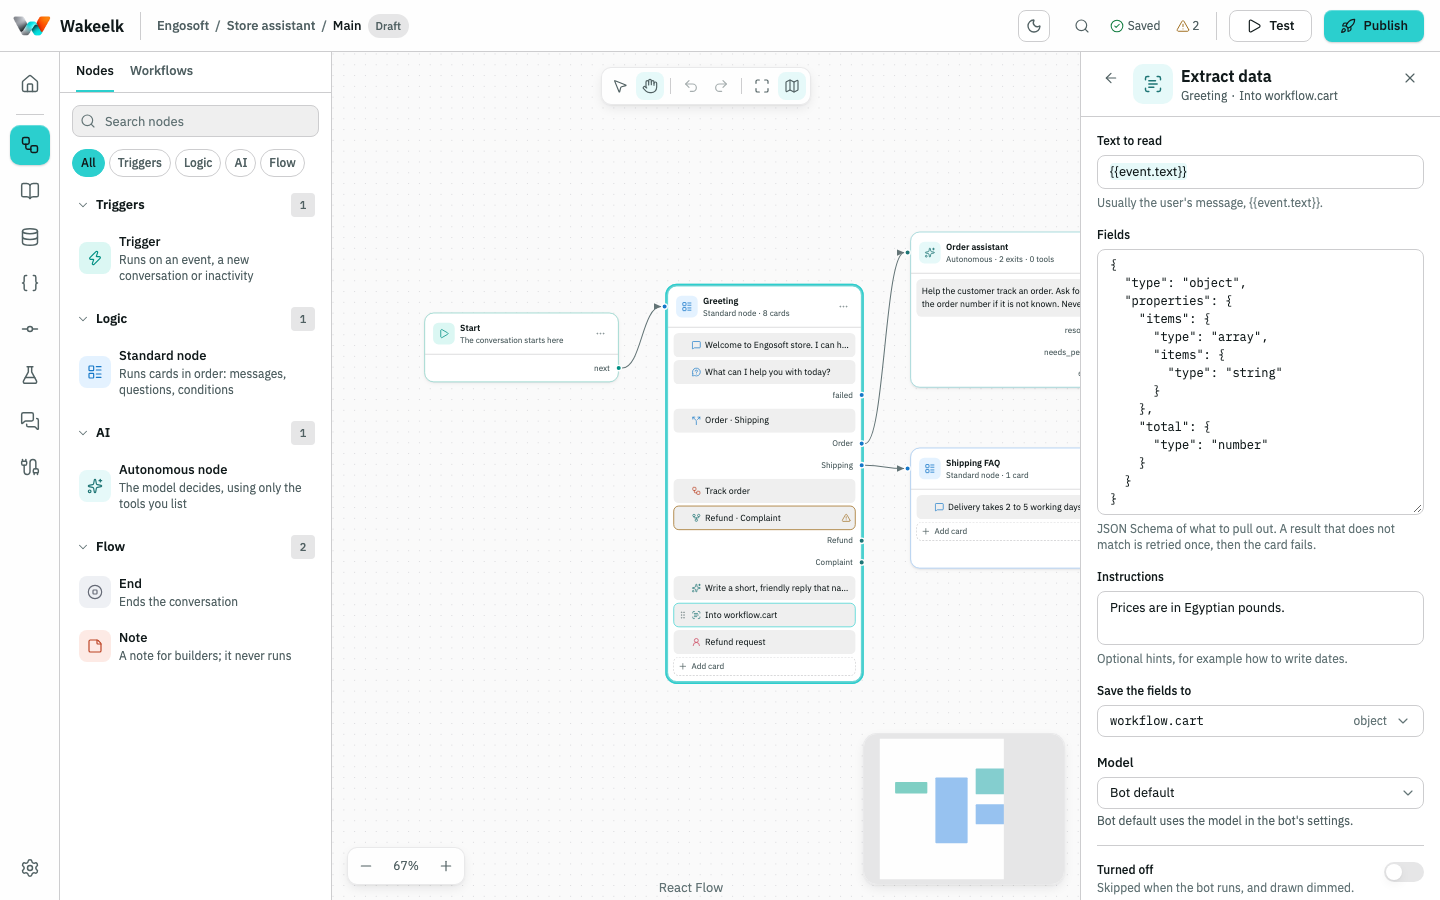 Wakeelk
Engosoft / Store assistant / Main Draft
Saved 2 Test Publish
Nodes Workflows
Search nodes
All Triggers Logic AI Flow
Triggers 1
Trigger
Runs on an event, a new
conversation or inactivity
Logic 1
Standard node
Runs cards in order: messages,
questions, conditions
AI 1
Autonomous node
The model decides, using only the
tools you list
Flow 2
End
Ends the conversation
Note
A note for builders; it never runs
Start
The conversation starts here
next
Greeting
Standard node · 8 cards
Welcome to Engosoft store. I can h...
What can I help you with today?
failed
Order · Shipping
Order
Shipping
Track order
Refund · Complaint
Refund
Complaint
Write a short, friendly reply that na...
Into workflow.cart
Refund request
+ Add card
Order assistant
Autonomous · 2 exits · 0 tools
Help the customer track an order. Ask fo
the order number if it is not known. Neve
reso
needs_pe
Shipping FAQ
Standard node · 1 card
Delivery takes 2 to 5 working days
+ Add card
67%
React Flow
Extract data
Greeting · Into workflow.cart
Text to read
{{event.text}}
Usually the user's message, {{event.text}}.
Fields
{
  "type": "object",
  "properties": {
    "items": {
      "type": "array",
      "items": {
        "type": "string"
      }
    },
    "total": {
      "type": "number"
    }
  }
}
JSON Schema of what to pull out. A result that does not
match is retried once, then the card fails.
Instructions
Prices are in Egyptian pounds.
Optional hints, for example how to write dates.
Save the fields to
workflow.cart object
Model
Bot default
Bot default uses the model in the bot's settings.
Turned off
Skipped when the bot runs, and drawn dimmed.